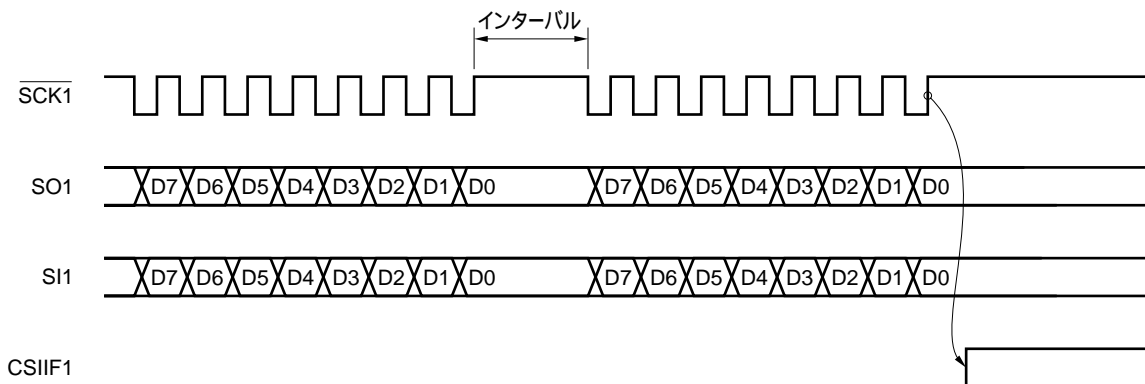 インターバル
SCK1
SO1 D7 D6 D5 D4 D3 D2 D1 D0 D7 D6 D5 D4 D3 D2 D1 D0
SI1 D7 D6 D5 D4 D3 D2 D1 D0 D7 D6 D5 D4 D3 D2 D1 D0
CSIIF1